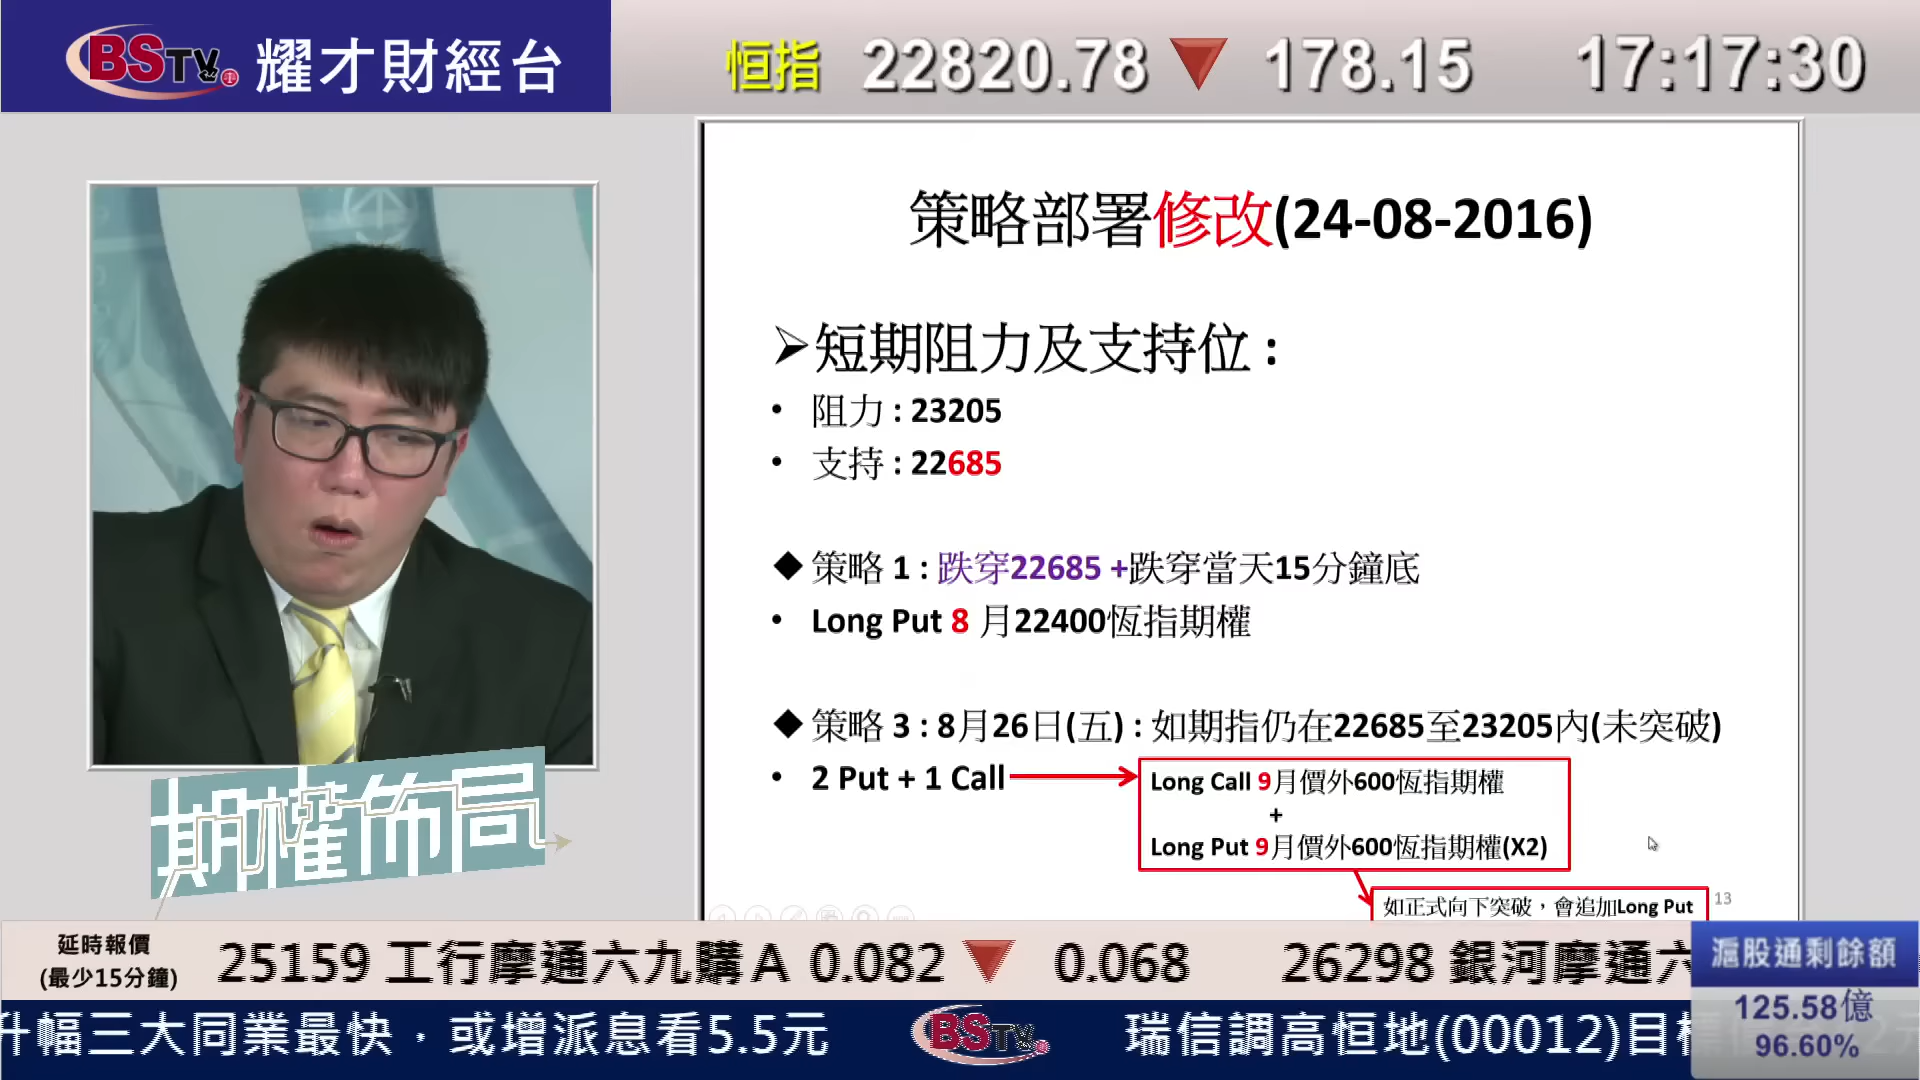 BSTV 耀才財經台
恒指 22820.78 ▼ 178.15 17:17:30
策略部署修改(24-08-2016)
➢短期阻力及支持位 :
• 阻力 : 23205
• 支持 : 22685
◆ 策略 1 : 跌穿22685 +跌穿當天15分鐘底
• Long Put 8 月22400恆指期權
◆ 策略 3 : 8月26日(五) : 如期指仍在22685至23205內(未突破)
• 2 Put + 1 Call
Long Call 9月價外600恆指期權
+
Long Put 9月價外600恆指期權(X2)
如正式向下突破，會追加Long Put
13
期權佈局
延時報價
(最少15分鐘)
25159 工行摩通六九購A 0.082 ▼ 0.068 26298 銀河摩通六
滬股通剩餘額
125.58億
96.60%
升幅三大同業最快．或增派息看5.5元 BSTV 瑞信調高恒地(00012)目標